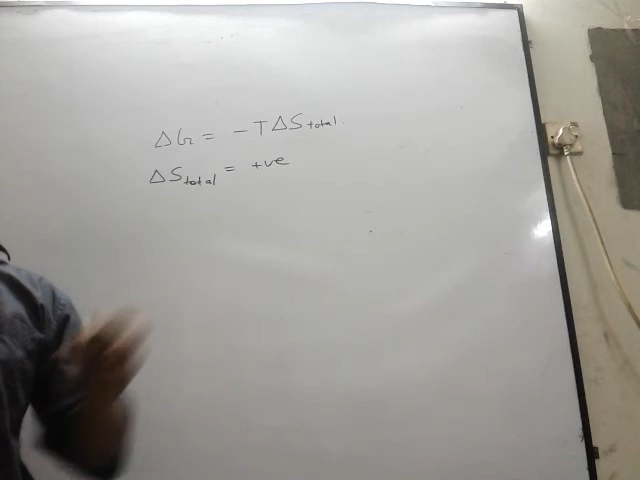 ΔG = - TΔS total.
ΔS total = +ve